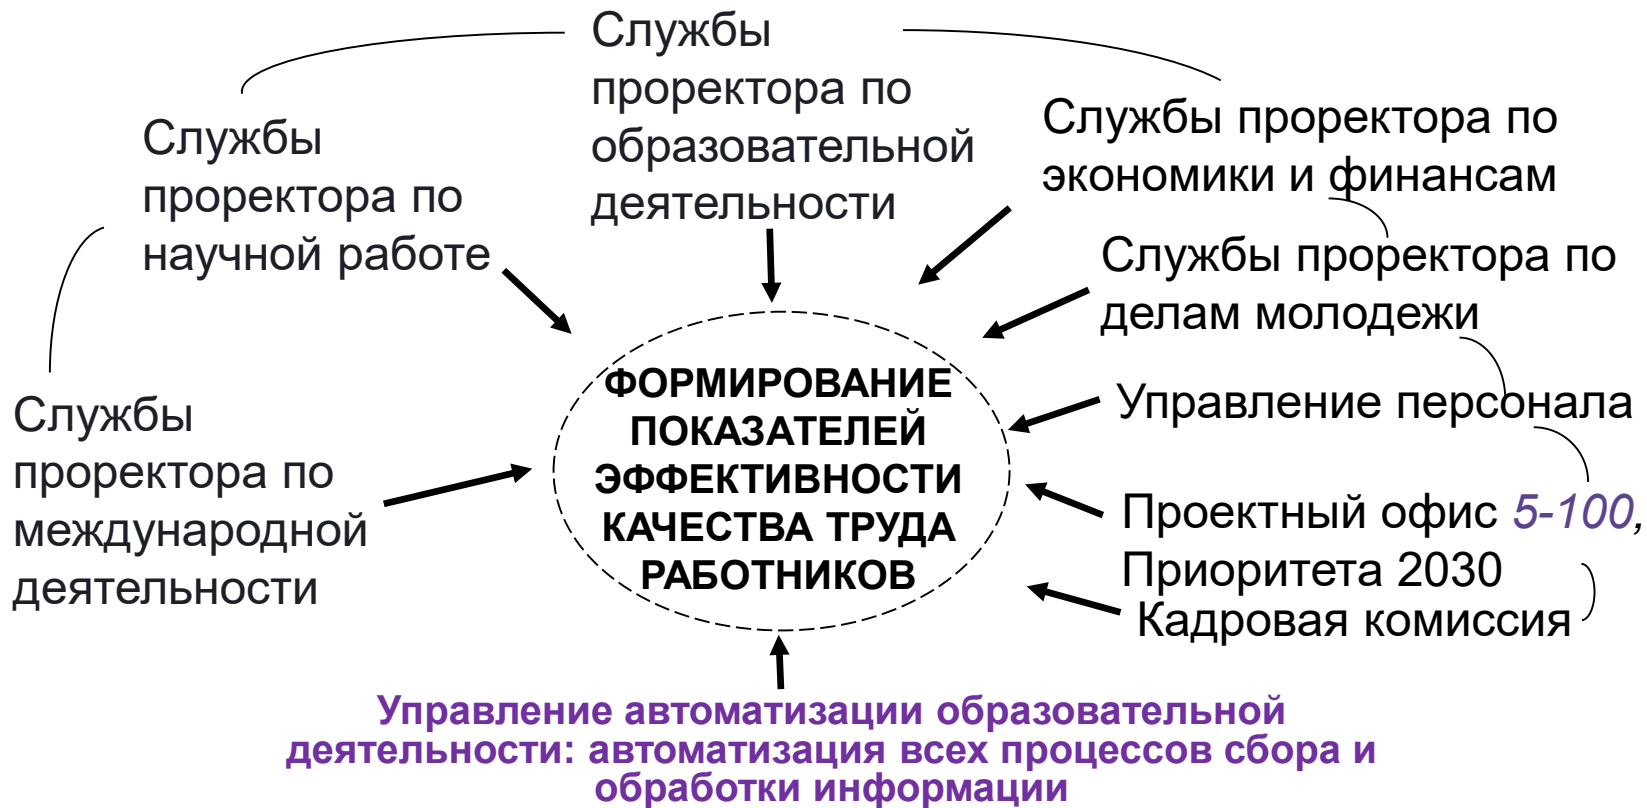 Службы
проректора по
образовательной
деятельности
Службы
проректора по
научной работе
Службы проректора по
экономики и финансам
Службы проректора по
делам молодежи
Службы
проректора по
международной
деятельности
ФОРМИРОВАНИЕ
ПОКАЗАТЕЛЕЙ
ЭФФЕКТИВНОСТИ
КАЧЕСТВА ТРУДА
РАБОТНИКОВ
Управление персонала
Проектный офис 5-100,
Приоритета 2030
Кадровая комиссия
Управление автоматизации образовательной
деятельности: автоматизация всех процессов сбора и
обработки информации